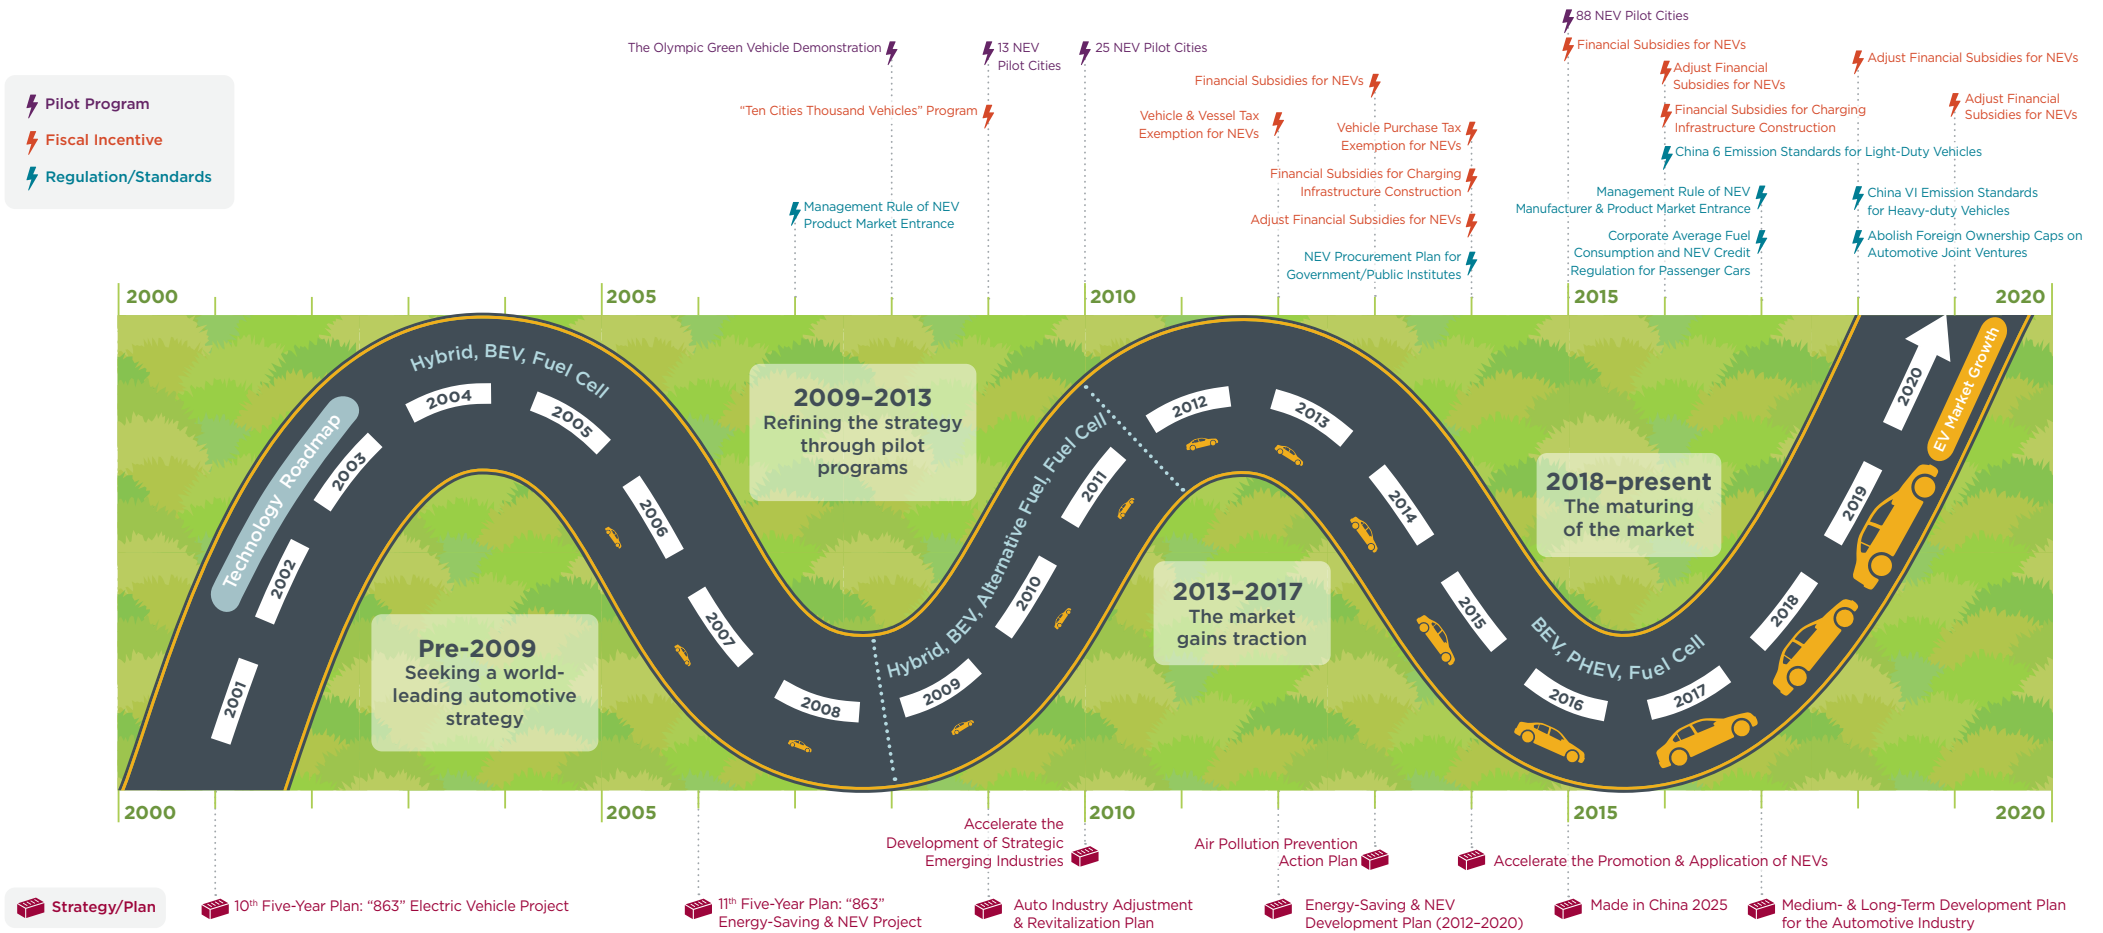 Pilot Program
Fiscal Incentive
Regulation/Standards
The Olympic Green Vehicle Demonstration
13 NEV
Pilot Cities
25 NEV Pilot Cities
88 NEV Pilot Cities
Financial Subsidies for NEVs
Adjust Financial
Subsidies for NEVs
Adjust Financial Subsidies for NEVs
Financial Subsidies for NEVs
Adjust Financial
Subsidies for NEVs
"Ten Cities Thousand Vehicles" Program
Vehicle & Vessel Tax
Exemption for NEVs
Vehicle Purchase Tax
Exemption for NEVs
Financial Subsidies for Charging
Infrastructure Construction
China 6 Emission Standards for Light-Duty Vehicles
Financial Subsidies for Charging
Infrastructure Construction
Management Rule of NEV
Product Market Entrance
Adjust Financial Subsidies for NEVs
Management Rule of NEV
Manufacturer & Product Market Entrance
China VI Emission Standards
for Heavy-duty Vehicles
NEV Procurement Plan for
Government/Public Institutes
Corporate Average Fuel
Consumption and NEV Credit
Regulation for Passenger Cars
Abolish Foreign Ownership Caps on
Automotive Joint Ventures
2000
2005
2010
2015
2020
Technology Roadmap
Hybrid, BEV, Fuel Cell
2001
2002
2003
2004
2005
2006
2007
2008
Pre-2009
Seeking a world-
leading automotive
strategy
2009–2013
Refining the strategy
through pilot
programs
Hybrid, BEV, Alternative Fuel, Fuel Cell
2009
2010
2011
2012
2013
2014
2015
2016
2017
2018
2019
2020
2013–2017
The market
gains traction
BEV, PHEV, Fuel Cell
2018–present
The maturing
of the market
EV Market Growth
2000
2005
2010
2015
2020
Accelerate the
Development of Strategic
Emerging Industries
Air Pollution Prevention
Action Plan
Accelerate the Promotion & Application of NEVs
Strategy/Plan
10th Five-Year Plan: "863" Electric Vehicle Project
11th Five-Year Plan: "863"
Energy-Saving & NEV Project
Auto Industry Adjustment
& Revitalization Plan
Energy-Saving & NEV
Development Plan (2012–2020)
Made in China 2025
Medium- & Long-Term Development Plan
for the Automotive Industry